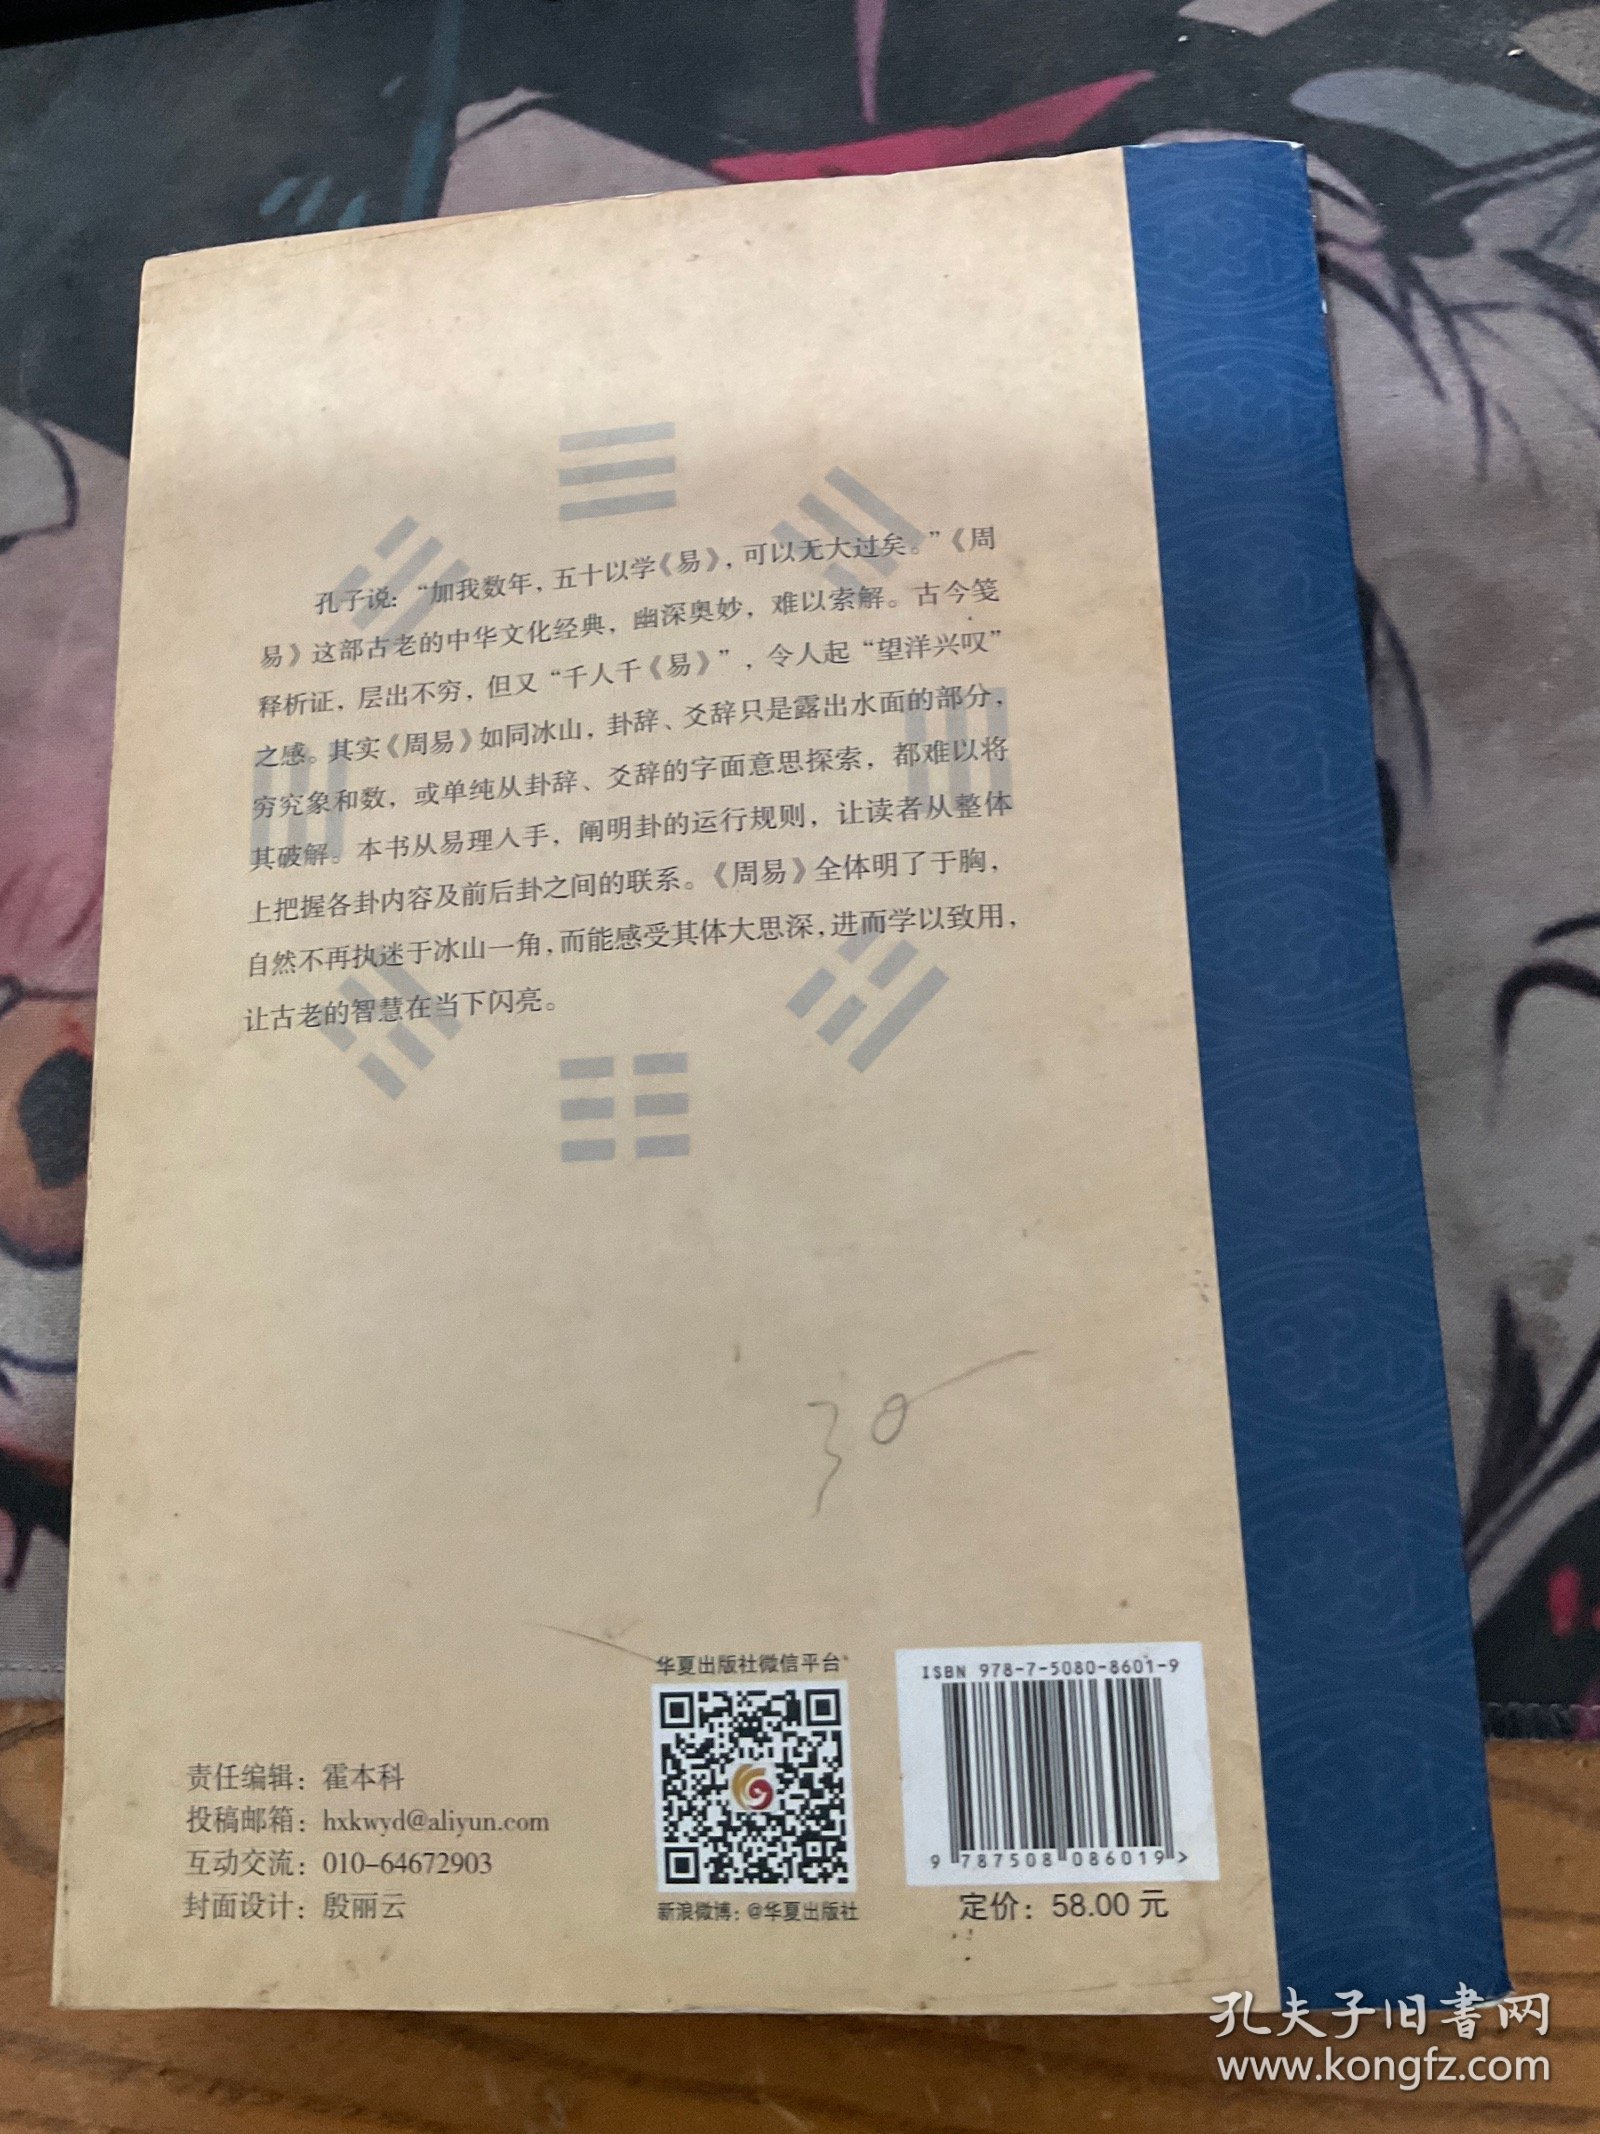 孔子说：“加我数年，五十以学《易》，可以无大过矣。”《周
易》这部古老的中华文化经典，幽深奥妙，难以索解。古今笺
释析证，层出不穷，但又“千人千《易》”，令人起“望洋兴叹”
之感。其实《周易》如同冰山，卦辞、爻辞只是露出水面的部分，
穷究象和数，或单纯从卦辞、爻辞的字面意思探索，都难以将
其破解。本书从易理入手，阐明卦的运行规则，让读者从整体
上把握各卦内容及前后卦之间的联系。《周易》全体明了于胸，
自然不再执迷于冰山一角，而能感受其体大思深，进而学以致用，
让古老的智慧在当下闪亮。
30
责任编辑：霍本科
投稿邮箱：hxkwyd@aliyun.com
互动交流：010-64672903
封面设计：殷丽云
华夏出版社微信平台
新浪微博：@华夏出版社
ISBN 978-7-5080-8601-9
9 787508 086019 >
定价：58.00 元
孔夫子旧书网
www.kongfz.com